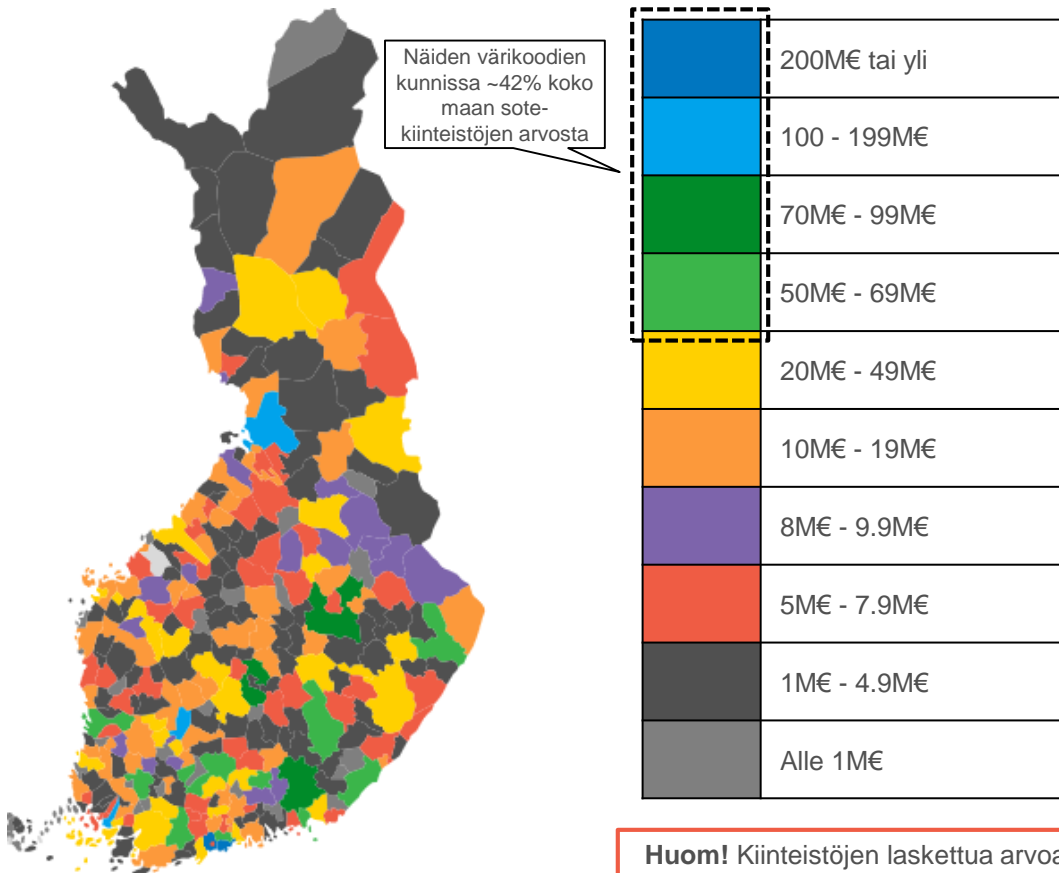 Näiden värikoodien
kunnissa ~42% koko
maan sote-
kiinteistöjen arvosta
200M€ tai yli
100 - 199M€
70M€ - 99M€
50M€ - 69M€
20M€ - 49M€
10M€ - 19M€
8M€ - 9.9M€
5M€ - 7.9M€
1M€ - 4.9M€
Alle 1M€
Huom! Kiinteistöjen laskettua arvoa